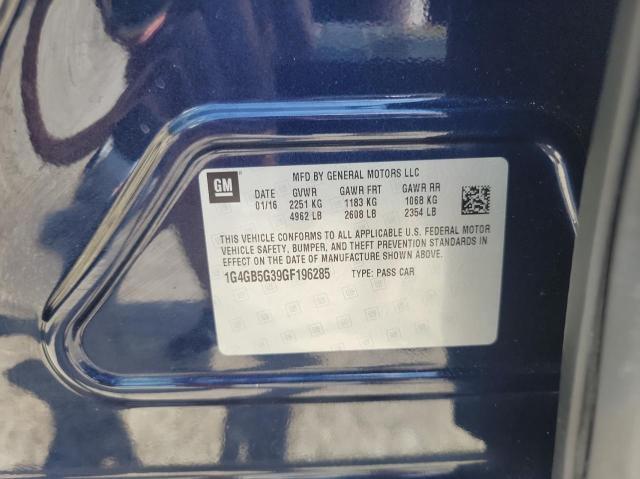 GM
MFD BY GENERAL MOTORS LLC
DATE GVWR GAWR FRT GAWR RR
01/16 2251 KG 1183 KG 1068 KG
4962 LB 2608 LB 2354 LB
THIS VEHICLE CONFORMS TO ALL APPLICABLE U.S. FEDERAL MOTOR
VEHICLE SAFETY, BUMPER, AND THEFT PREVENTION STANDARDS IN
EFFECT ON THE DATE OF MANUFACTURE SHOWN ABOVE.
1G4GB5G39GF196285 TYPE: PASS CAR